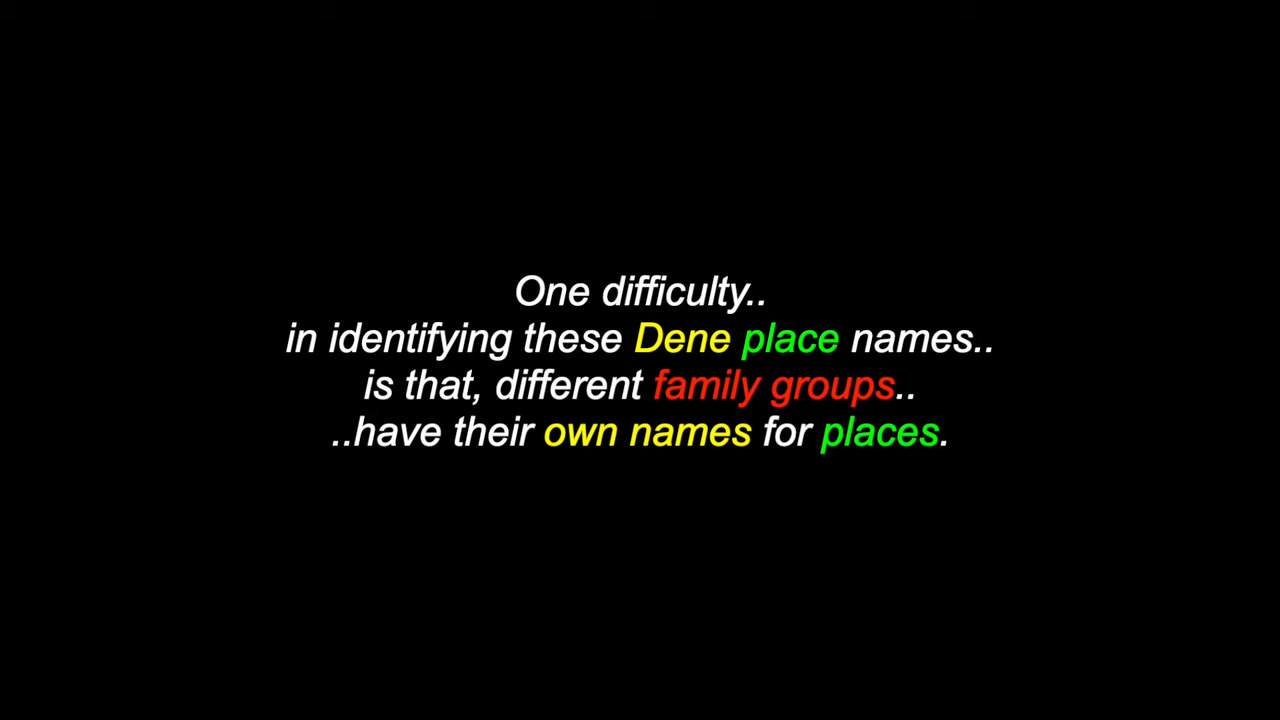 One difficulty..
in identifying these Dene place names..
is that, different family groups..
..have their own names for places.